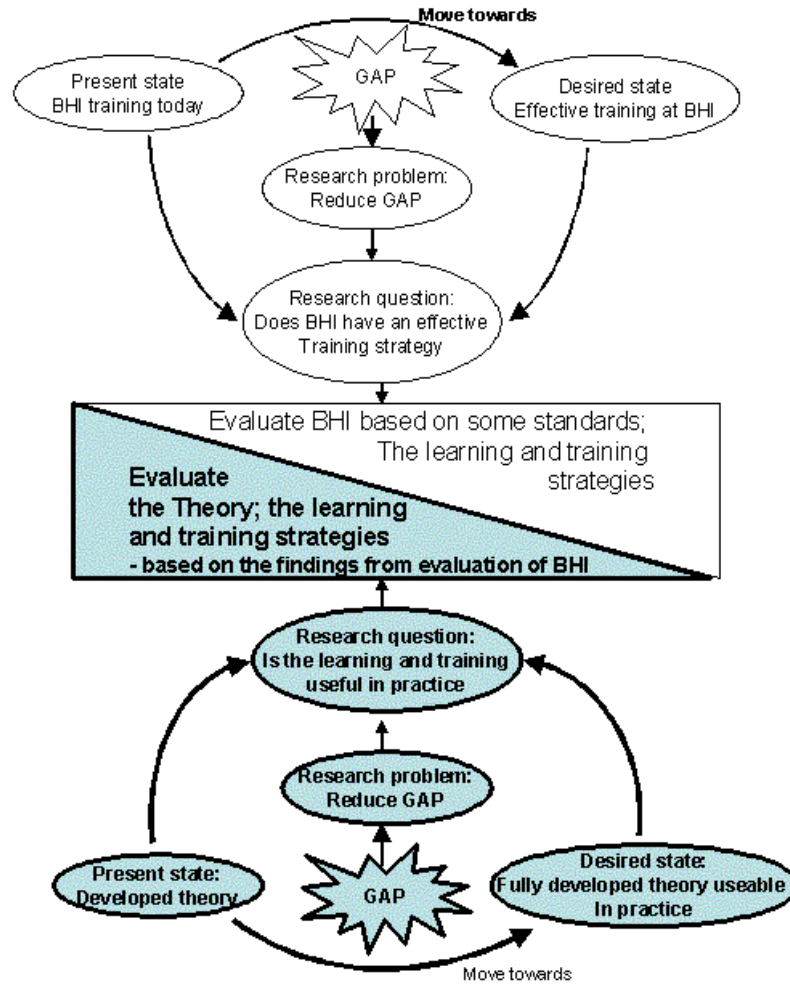 Move towards
Present state
BHI training today
GAP
Desired state
Effective training at BHI
Research problem:
Reduce GAP
Research question:
Does BHI have an effective
Training strategy
Evaluate BHI based on some standards;
The learning and training
strategies
Evaluate
the Theory; the learning
and training strategies
- based on the findings from evaluation of BHI
Research question:
Is the learning and training
useful in practice
Research problem:
Reduce GAP
Present state:
Developed theory
GAP
Desired state:
Fully developed theory useable
In practice
Move towards